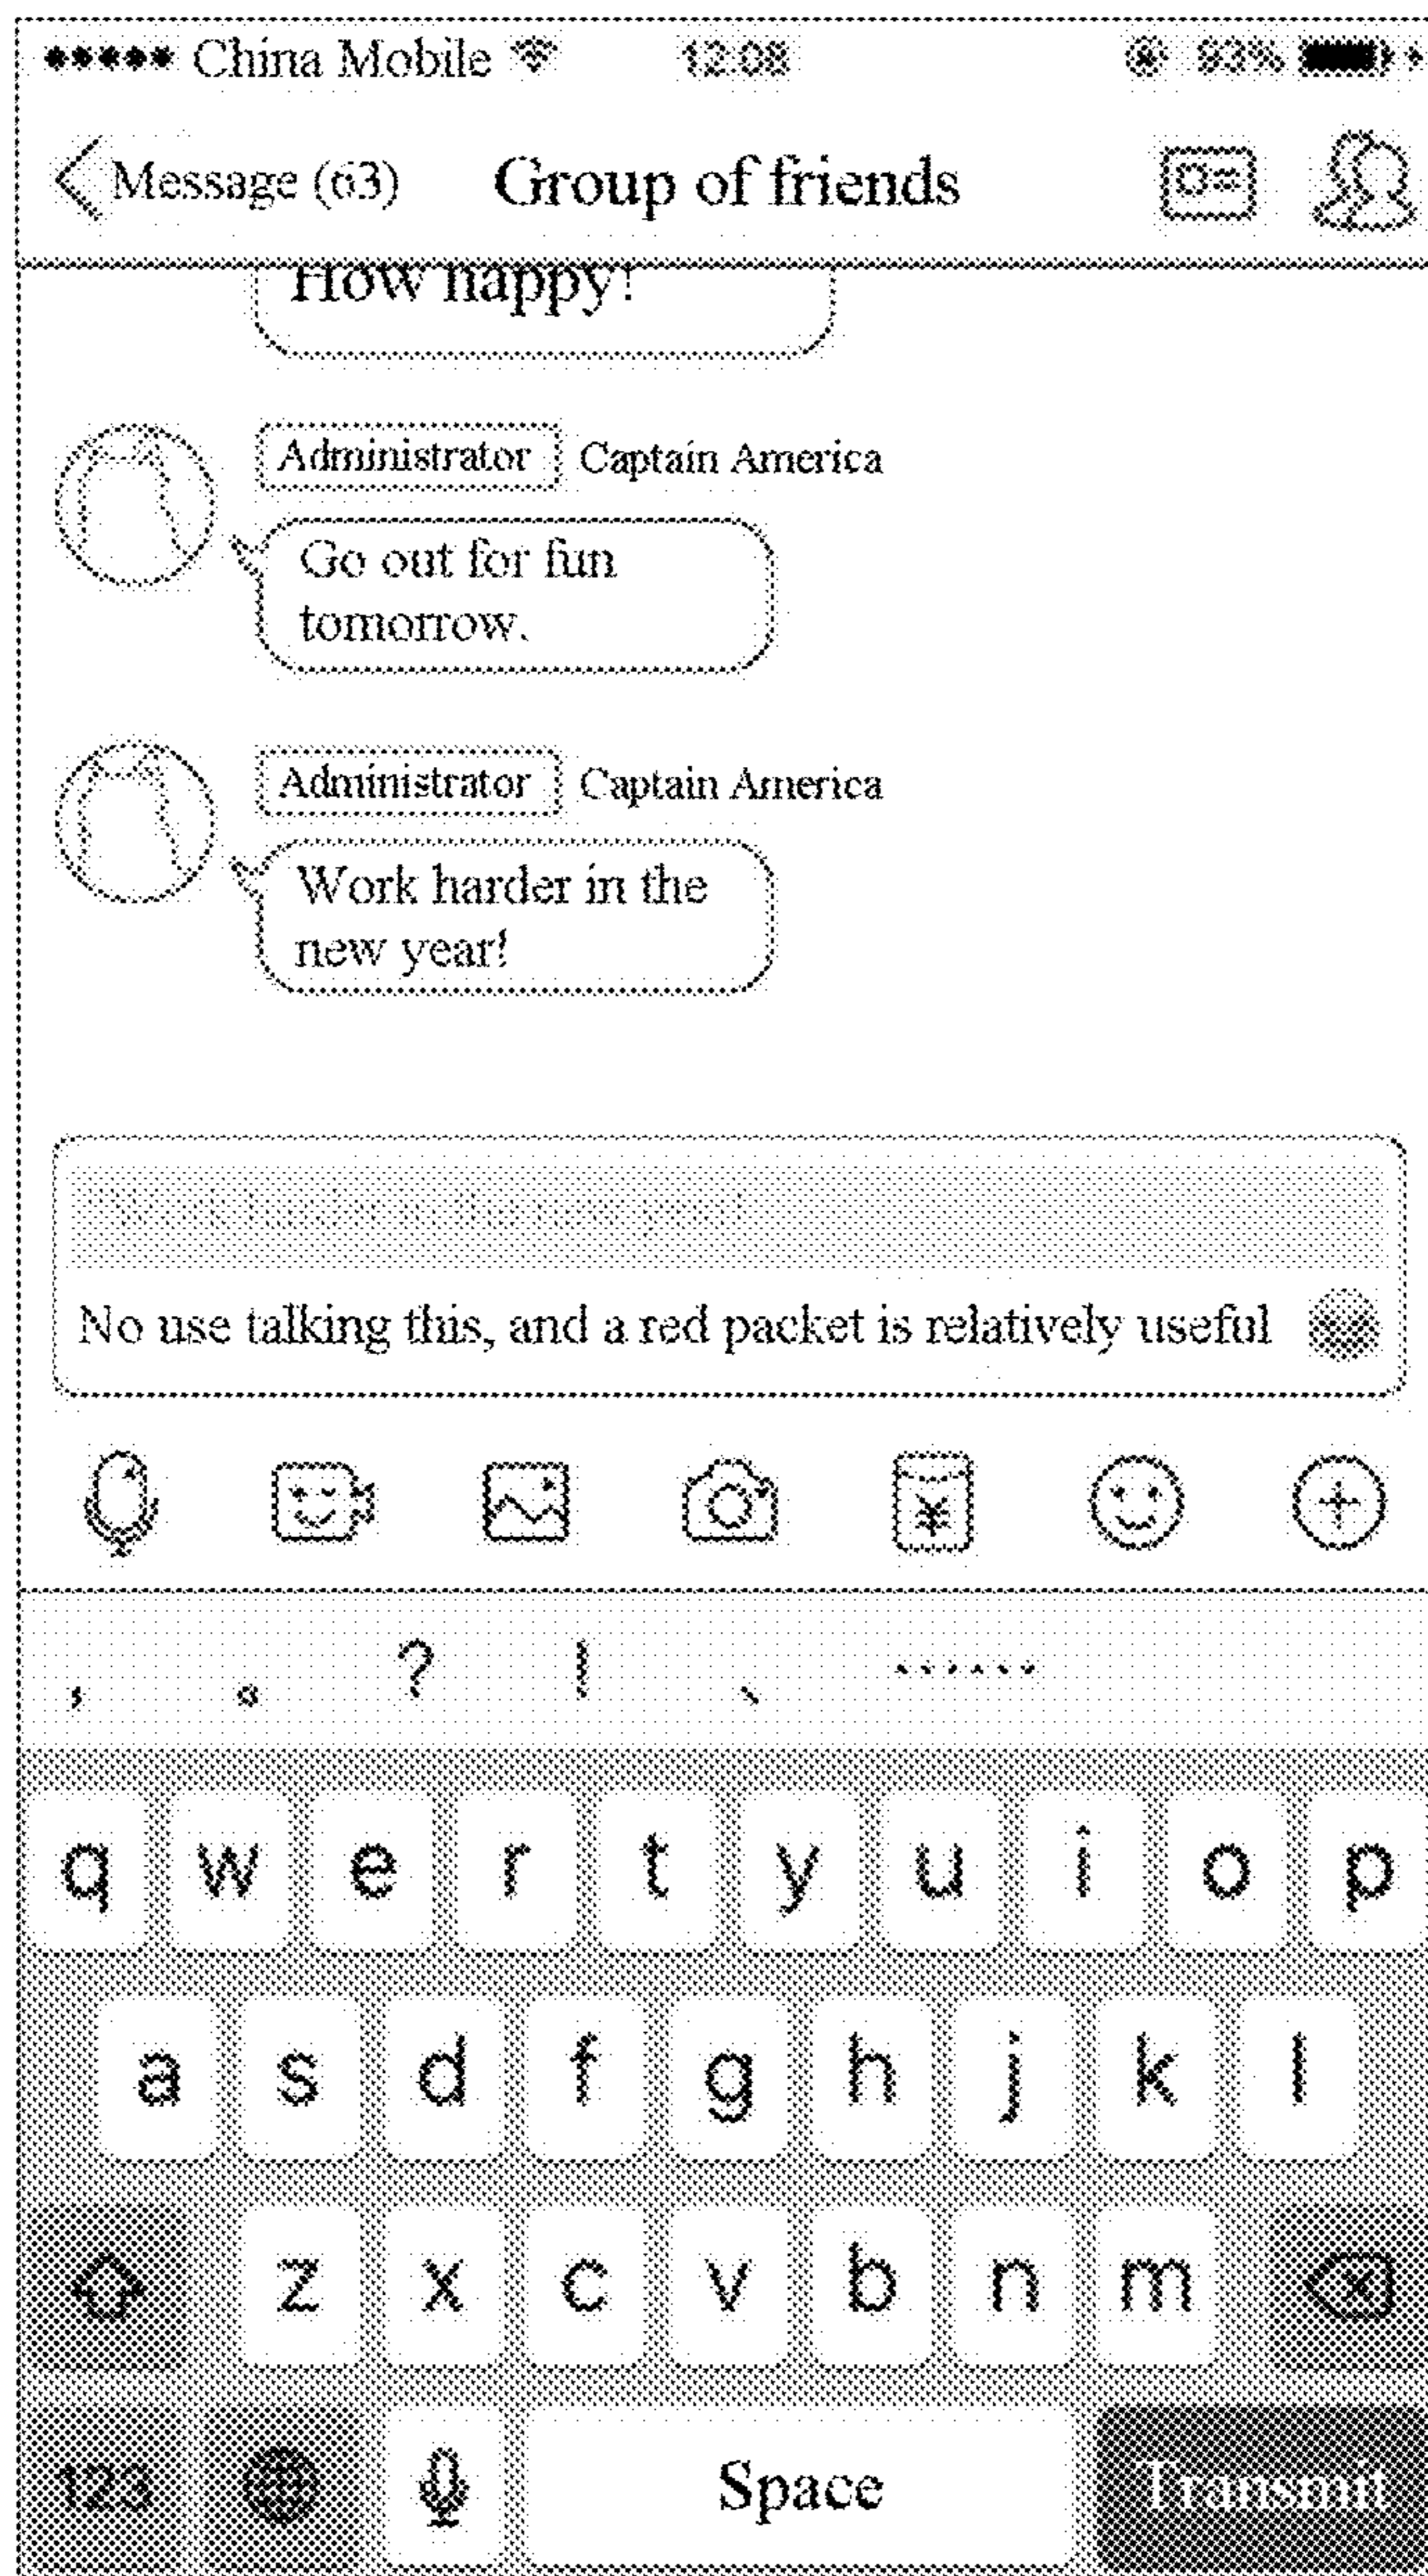 China Mobile 12:08 93%
Message (63) Group of friends
How happy!
Administrator Captain America
Go out for fun
tomorrow.
Administrator Captain America
Work harder in the
new year!
No use talking this, and a red packet is relatively useful
¥
, 。 ? ! 、 ……
q w e r t y u i o p
a s d f g h j k l
z x c v b n m
123 Space Transmit